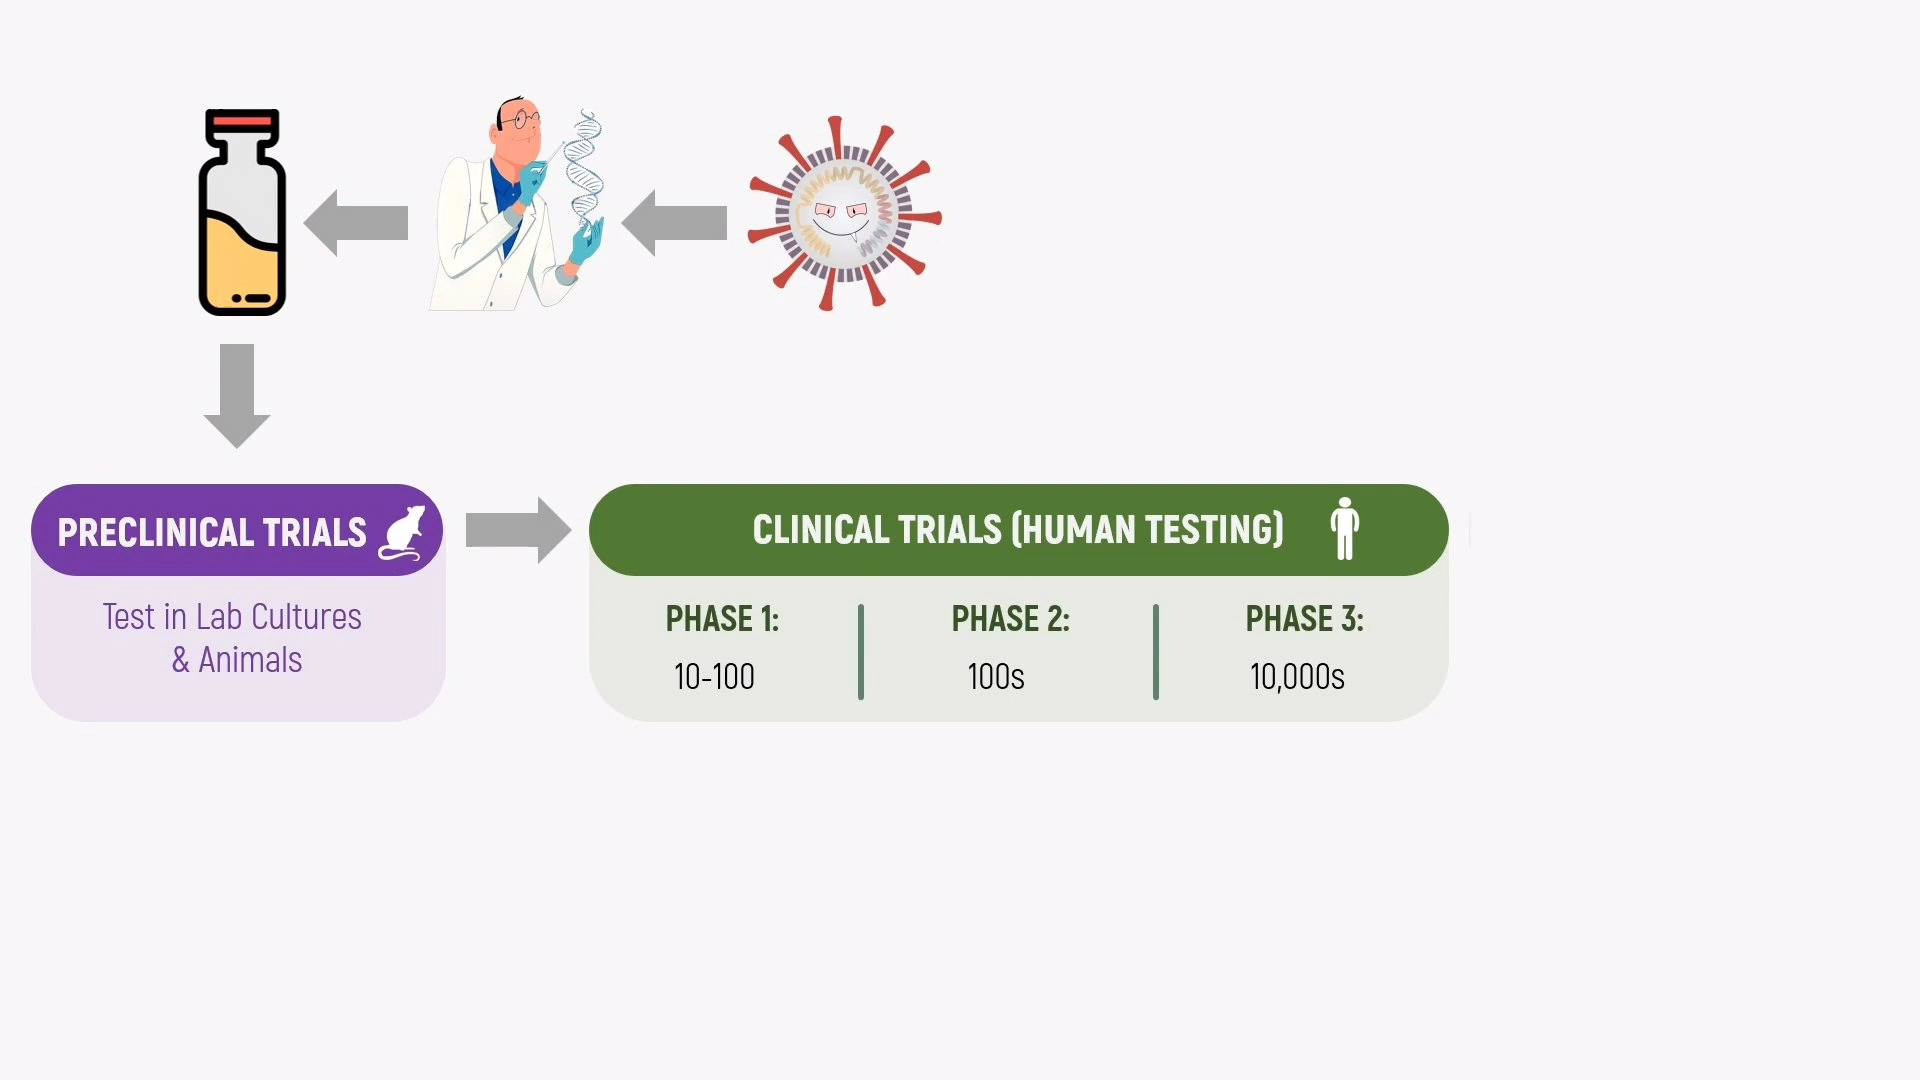 PRECLINICAL TRIALS
Test in Lab Cultures
& Animals
CLINICAL TRIALS (HUMAN TESTING)
PHASE 1:
10-100
PHASE 2:
100s
PHASE 3:
10,000s